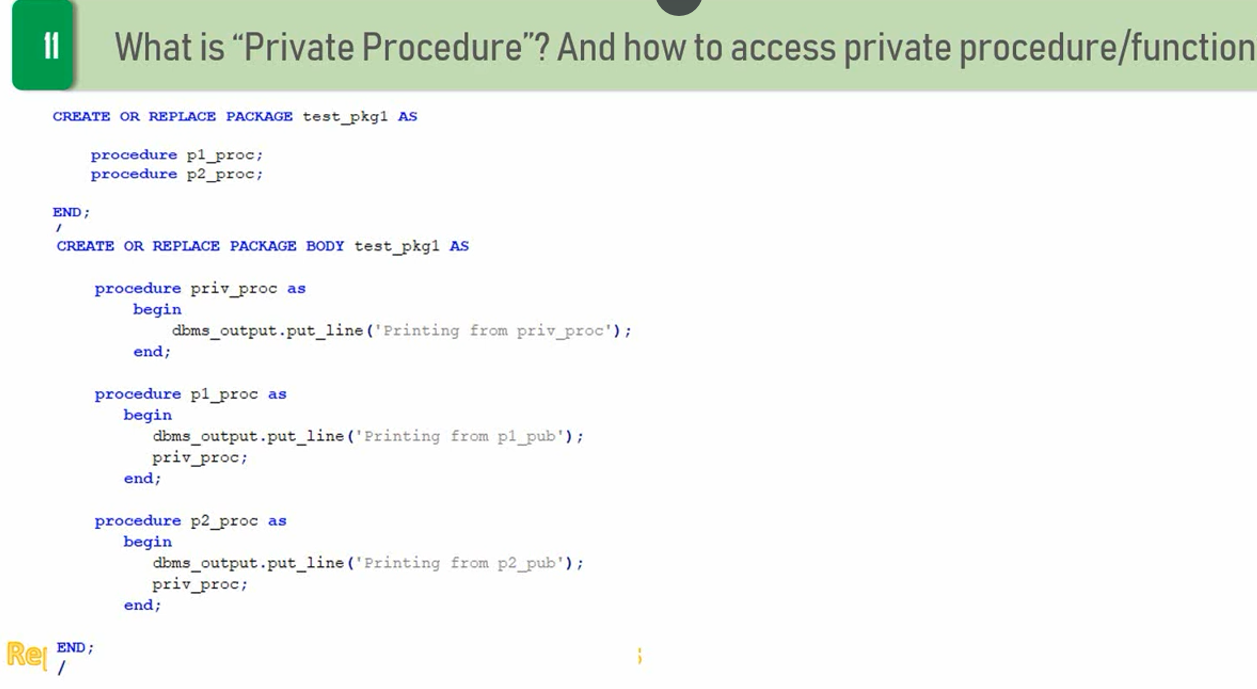 11
What is “Private Procedure”? And how to access private procedure/function
CREATE OR REPLACE PACKAGE test_pkg1 AS
procedure p1_proc;
procedure p2_proc;
END;
/
CREATE OR REPLACE PACKAGE BODY test_pkg1 AS
procedure priv_proc as
begin
dbms_output.put_line('Printing from priv_proc');
end;
procedure p1_proc as
begin
dbms_output.put_line('Printing from p1_pub');
priv_proc;
end;
procedure p2_proc as
begin
dbms_output.put_line('Printing from p2_pub');
priv_proc;
end;
END;
/